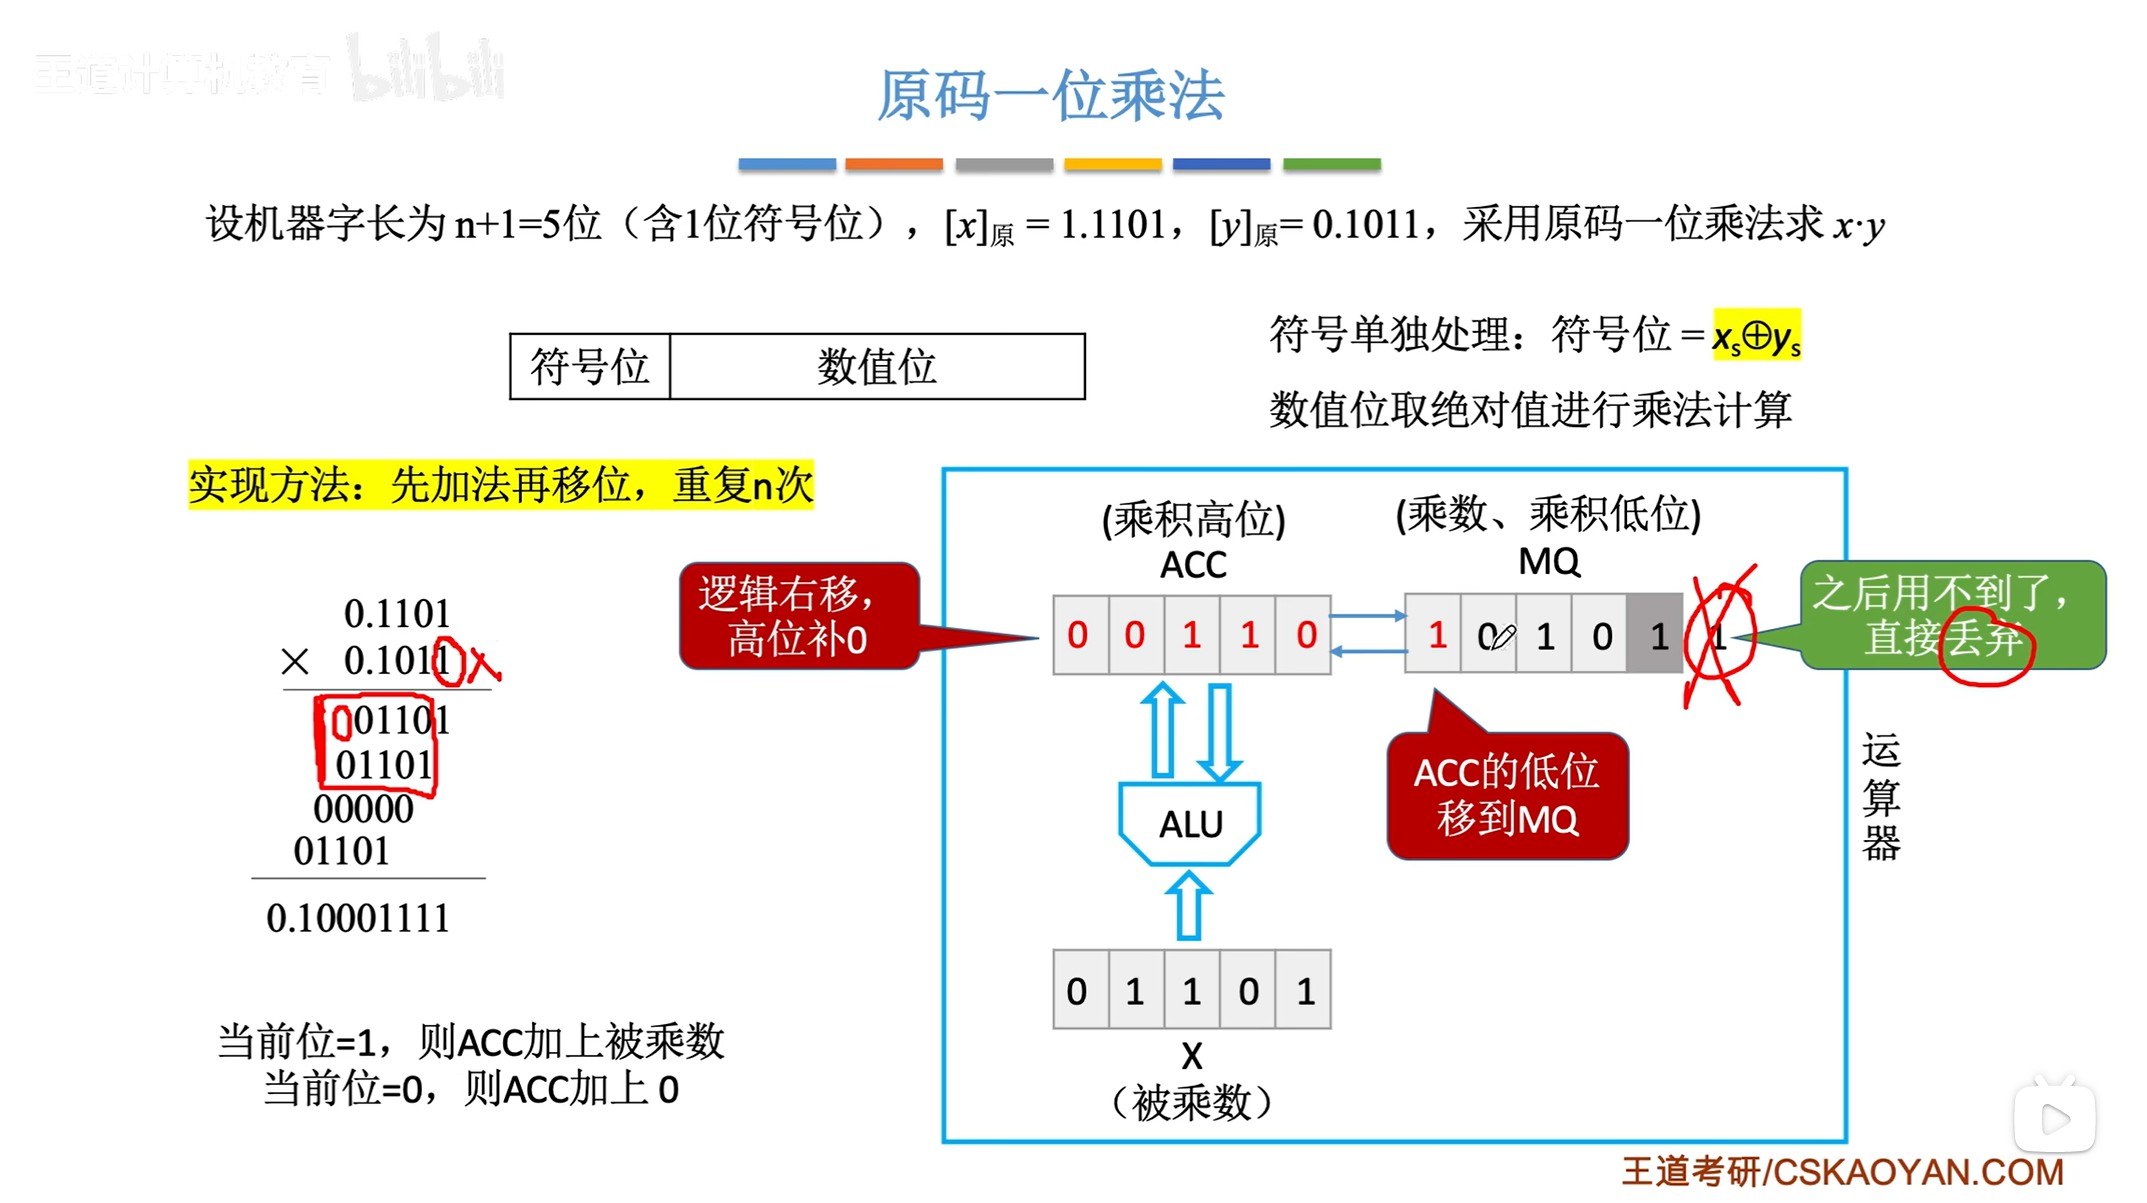 王道计算机教育 bilibili
原码一位乘法
设机器字长为 n+1=5位（含1位符号位），[x]原 = 1.1101，[y]原= 0.1011，采用原码一位乘法求 x·y
符号位 数值位
符号单独处理：符号位 = xs⊕ys
数值位取绝对值进行乘法计算
实现方法：先加法再移位，重复n次
0.1101
× 0.1011
001101
01101
00000
01101
0.10001111
当前位=1，则ACC加上被乘数
当前位=0，则ACC加上 0
(乘积高位)
ACC
(乘数、乘积低位)
MQ
逻辑右移，
高位补0
0 0 1 1 0
1 0 1 0 1 1
之后用不到了，
直接丢弃
ACC的低位
移到MQ
ALU
0 1 1 0 1
X
（被乘数）
运
算
器
王道考研/CSKAOYAN.COM